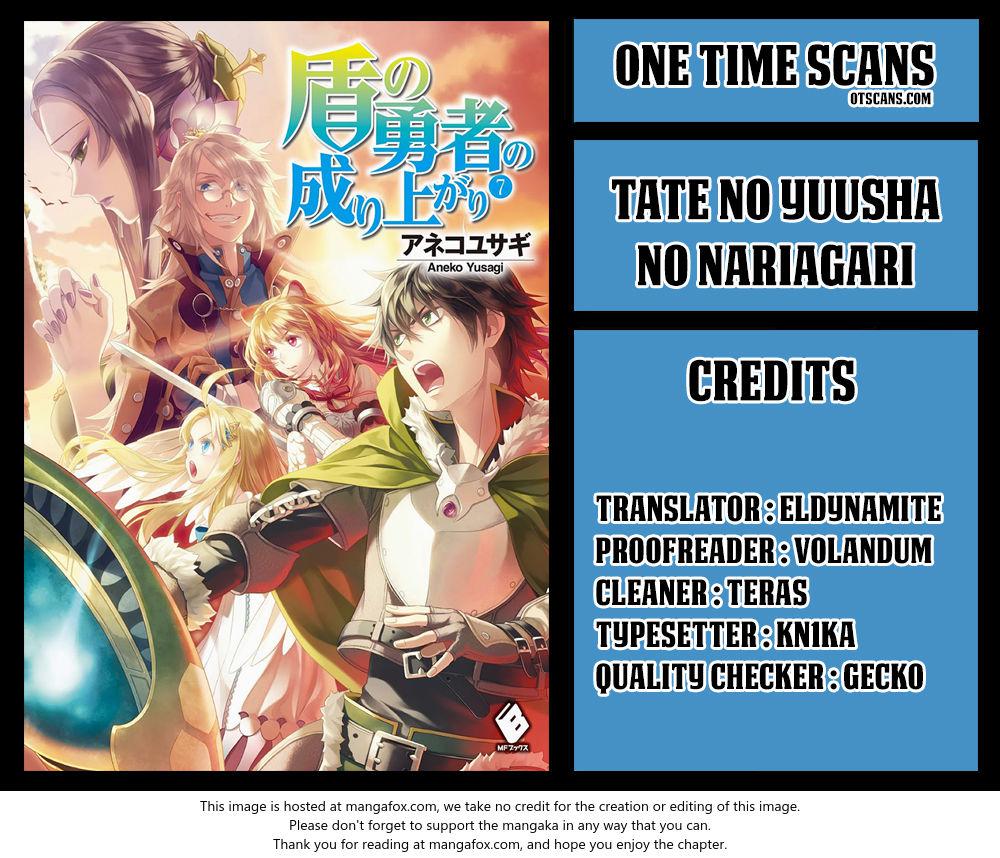 盾の
勇者の
成り上がり 7
アネコユサギ
Aneko Yusagi
MFブックス
ONE TIME SCANS
OTSCANS.COM
TATE NO YUUSHA
NO NARIAGARI
CREDITS
TRANSLATOR : ELDYNAMITE
PROOFREADER : VOLANDUM
CLEANER : TERAS
TYPESETTER : KN1KA
QUALITY CHECKER : GECKO
This image is hosted at mangafox.com, we take no credit for the creation or editing of this image.
Please don't forget to support the mangaka in any way that you can.
Thank you for reading at mangafox.com, and hope you enjoy the chapter.